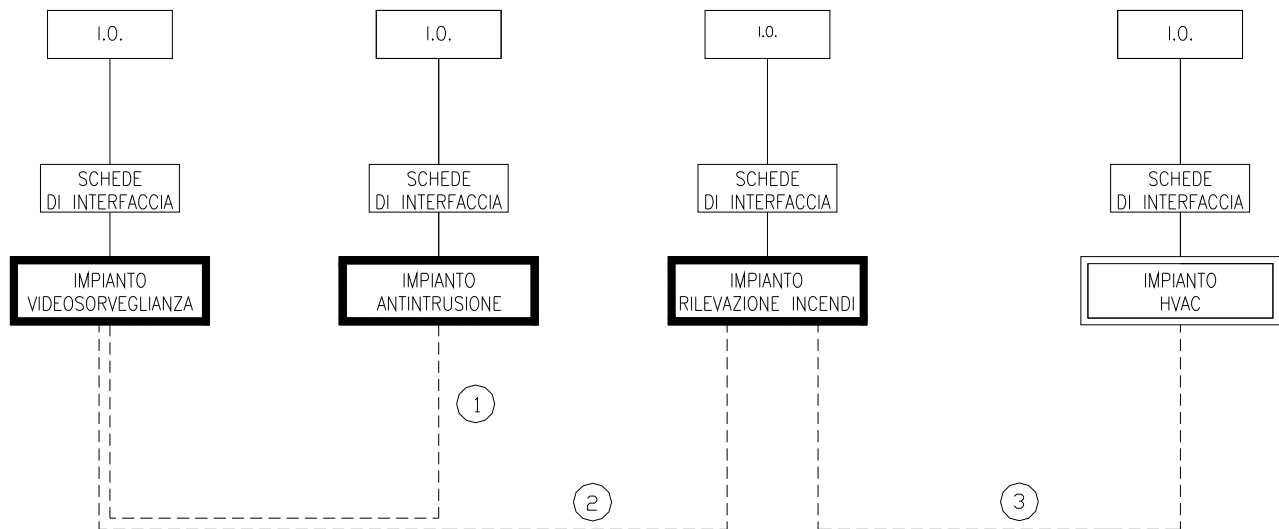 I.O.
I.O.
I.O.
I.O.
SCHEDE
DI INTERFACCIA
SCHEDE
DI INTERFACCIA
SCHEDE
DI INTERFACCIA
SCHEDE
DI INTERFACCIA
IMPIANTO
VIDEOSORVEGLIANZA
IMPIANTO
ANTINTRUSIONE
IMPIANTO
RILEVAZIONE INCENDI
IMPIANTO
HVAC
1
2
3